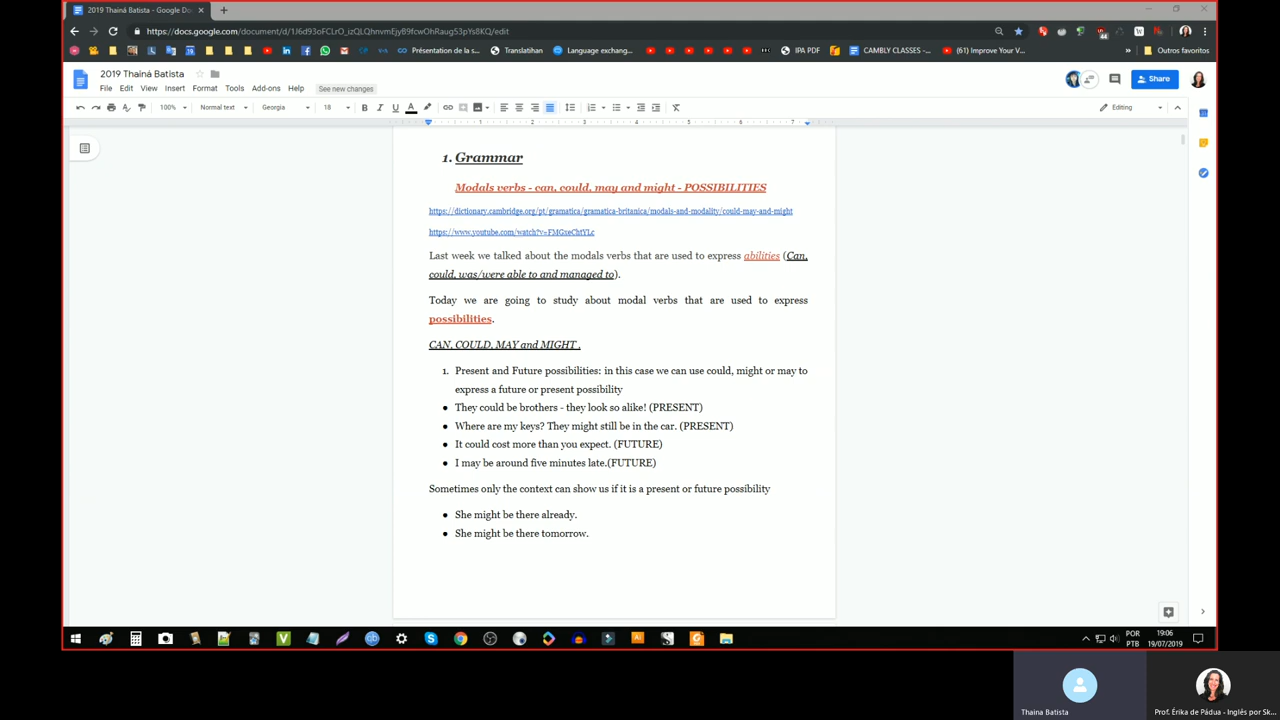 2019 Thainá Batista - Google Do
https://docs.google.com/document/d/1J6d93oFCLrO_izQLQhnvmEjyB9fcwOhRaugS3pYs8KQ/edit
Présentation de la s...
Translatihan
Language exchang...
IPA PDF
CAMBLY CLASSES -...
(61) Improve Your V...
»
Outros favoritos
2019 Thainá Batista
File Edit View Insert Format Tools Add-ons Help See new changes
Share
100% Normal text Georgia 18 B I U A Editing
1 2 3 4 5 6 7
1. Grammar
Modals verbs - can, could, may and might - POSSIBILITIES
https://dictionary.cambridge.org/pt/gramatica/gramatica-britanica/modals-and-modality/could-may-and-might
https://www.youtube.com/watch?v=FMGxeChtYLc
Last week we talked about the modals verbs that are used to express abilities (Can,
could, was/were able to and managed to).
Today we are going to study about modal verbs that are used to express
possibilities.
CAN, COULD, MAY and MIGHT .
1. Present and Future possibilities: in this case we can use could, might or may to
express a future or present possibility
● They could be brothers - they look so alike! (PRESENT)
● Where are my keys? They might still be in the car. (PRESENT)
● It could cost more than you expect. (FUTURE)
● I may be around five minutes late.(FUTURE)
Sometimes only the context can show us if it is a present or future possibility
● She might be there already.
● She might be there tomorrow.
POR
PTB
19:06
19/07/2019
Thaina Batista
Prof. Érika de Pádua - Inglês por Sk...